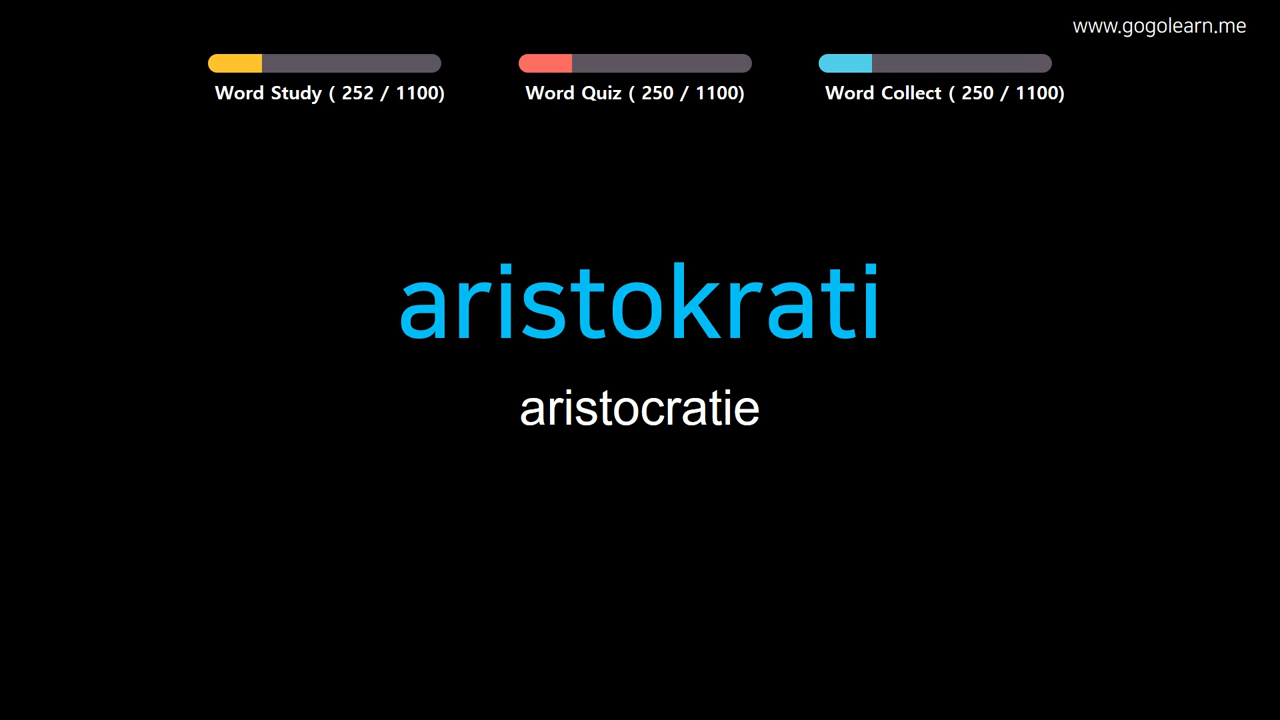 www.gogolearn.me
Word Study ( 252 / 1100)
Word Quiz ( 250 / 1100)
Word Collect ( 250 / 1100)
aristokrati
aristocratie